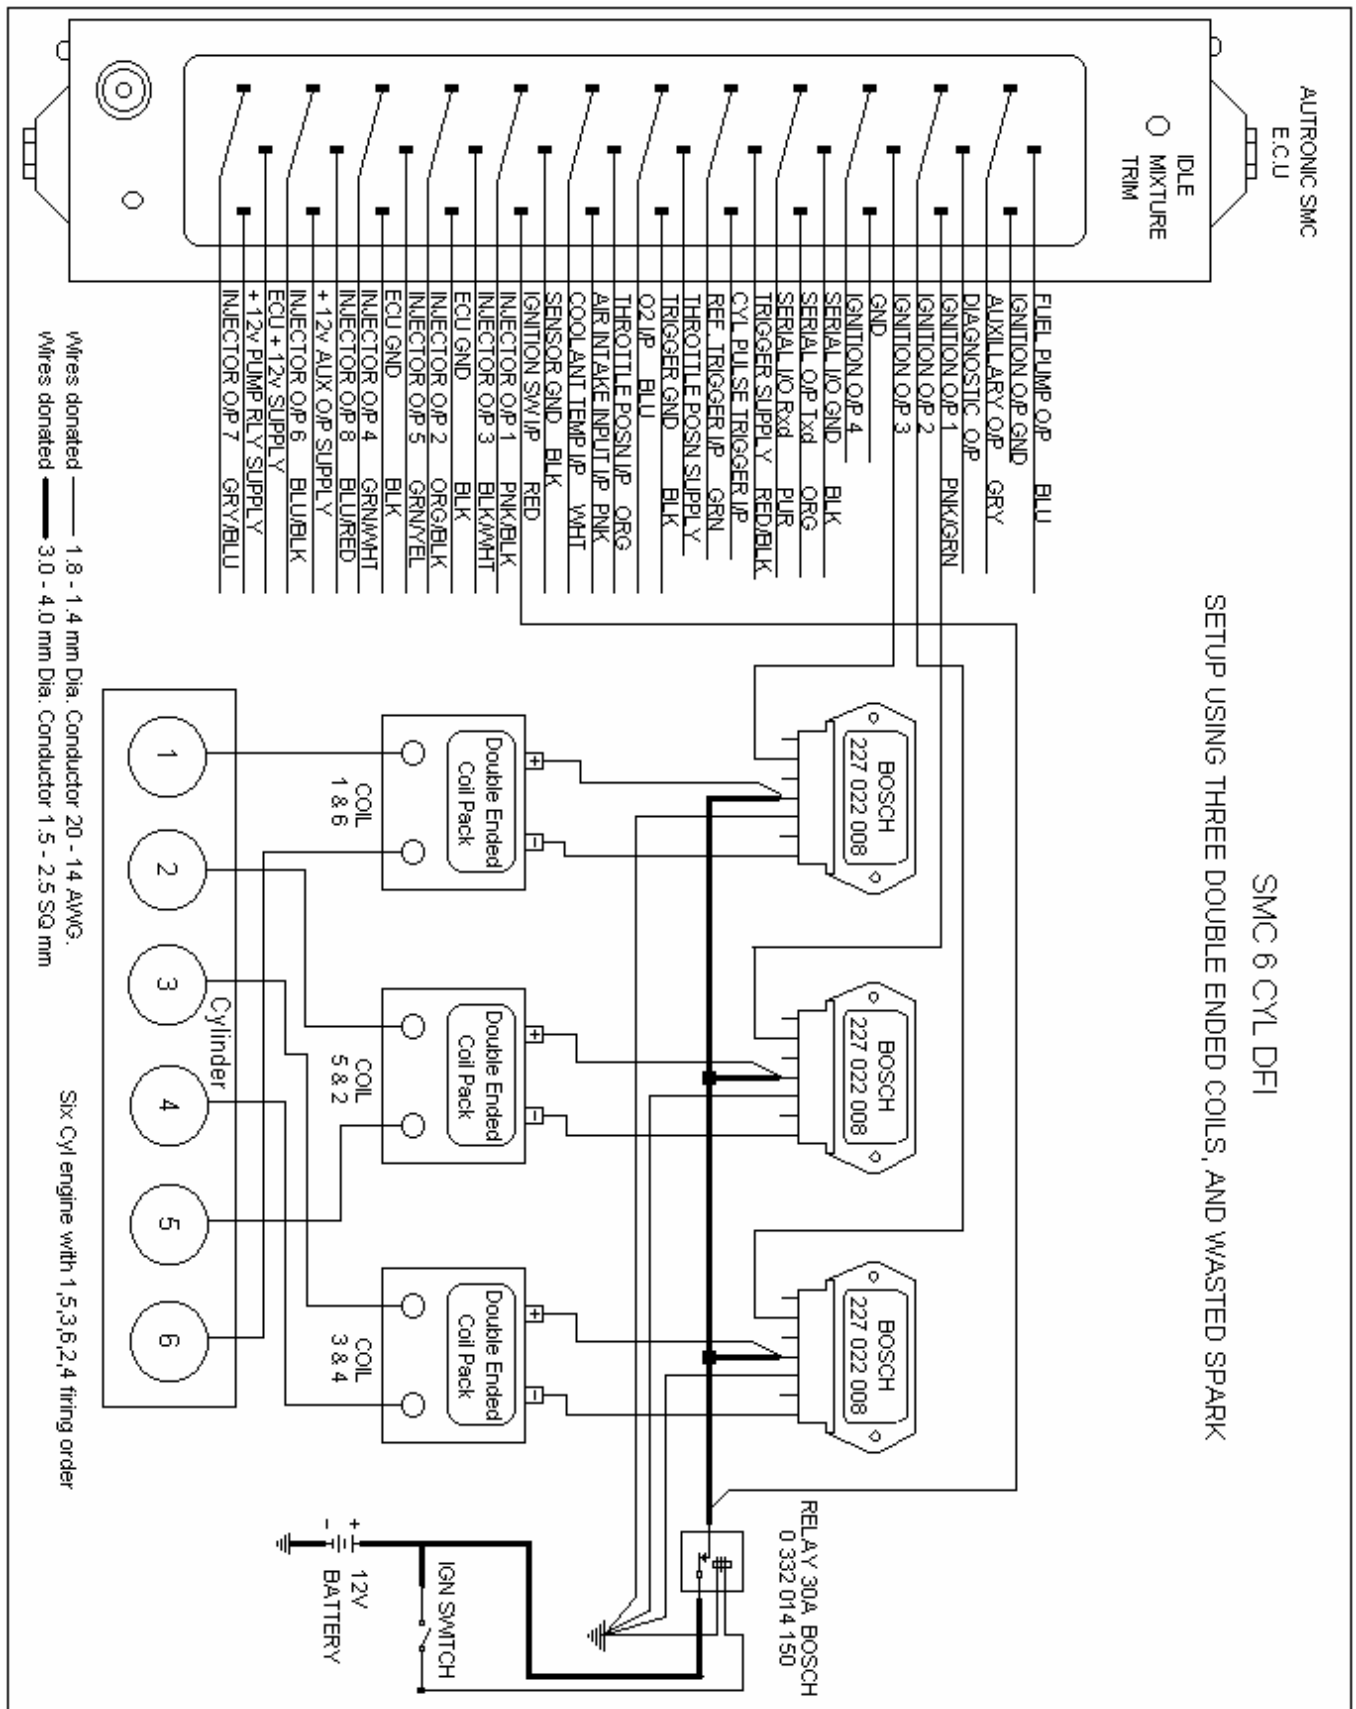 SMC 6 CYL DFI
SETUP USING THREE DOUBLE ENDED COILS, AND WASTED SPARK
AUTRONIC SMC
E.C.U
IDLE
MIXTURE
TRIM
FUEL PUMP O/P BLU
IGNITION O/P GND
AUXILLARY O/P GRY
DIAGNOSTIC O/P
IGNITION O/P 1 PNK/GRN
IGNITION O/P 2
IGNITION O/P 3
GND
IGNITION O/P 4
SERIAL I/O GND BLK
SERIAL O/P Txd ORG
SERIAL I/O Rxd PUR
TRIGGER SUPPLY RED/BLK
CYL PULSE TRIGGER I/P
REF. TRIGGER I/P GRN
THROTTLE POSN SUPPLY
TRIGGER GND BLK
O2 I/P BLU
THROTTLE POSN I/P ORG
AIR INTAKE INPUT I/P PNK
COOLANT TEMP I/P WHT
SENSOR GND BLK
IGNITION SW I/P RED
INJECTOR O/P 1 PNK/BLK
INJECTOR O/P 3 BLK/WHT
ECU GND BLK
INJECTOR O/P 2 ORG/BLK
INJECTOR O/P 5 GRN/YEL
ECU GND BLK
INJECTOR O/P 4 GRN/WHT
INJECTOR O/P 8 BLU/RED
+12v AUX O/P SUPPLY
INJECTOR O/P 6 BLU/BLK
ECU +12v SUPPLY
+12v PUMP RLY SUPPLY
INJECTOR O/P 7 GRY/BLU
BOSCH
227 022 008
BOSCH
227 022 008
BOSCH
227 022 008
RELAY 30A BOSCH
0 332 014 150
+
-
Double Ended
Coil Pack
COIL
1 & 6
+
-
Double Ended
Coil Pack
COIL
5 & 2
+
-
Double Ended
Coil Pack
COIL
3 & 4
IGN SWITCH
+
-
12V
BATTERY
Cylinder
1
2
3
4
5
6
Wires donated 1.8 - 1.4 mm Dia. Conductor 20 - 14 AWG.
Wires donated 3.0 - 4.0 mm Dia. Conductor 1.5 - 2.5 SQ mm
Six Cyl engine with 1,5,3,6,2,4 firing order